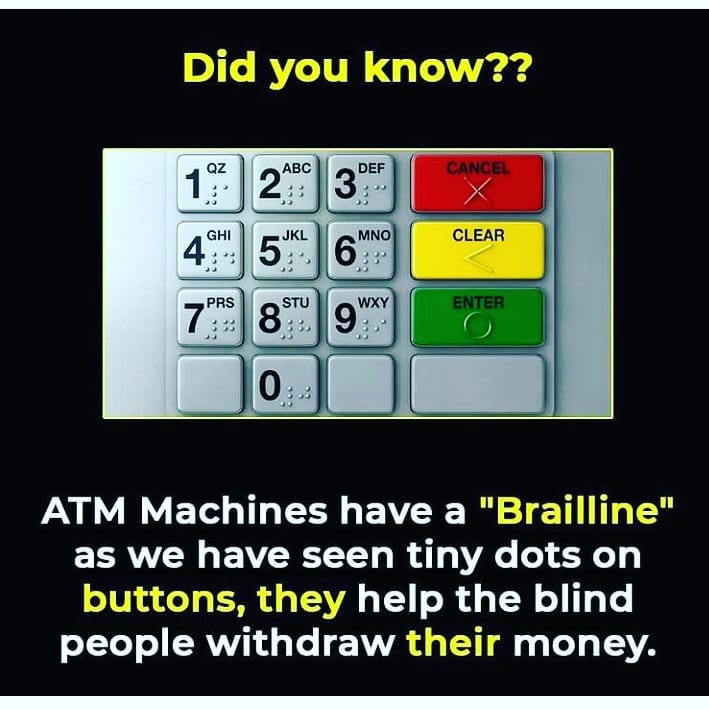 Did you know??
1 QZ 2 ABC 3 DEF CANCEL
4 GHI 5 JKL 6 MNO CLEAR
7 PRS 8 STU 9 WXY ENTER
0
ATM Machines have a "Brailline"
as we have seen tiny dots on
buttons, they help the blind
people withdraw their money.